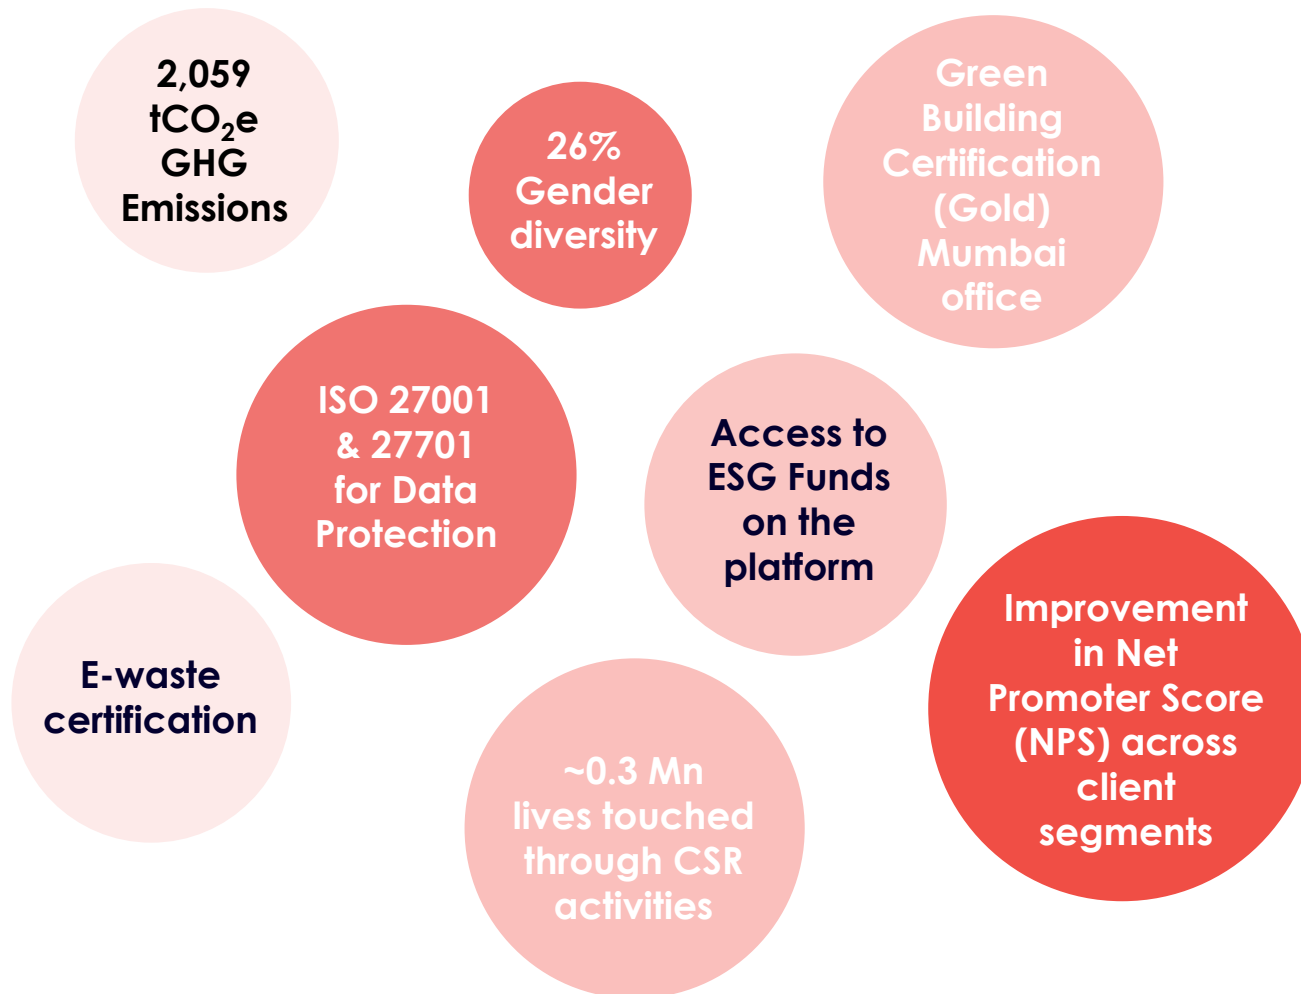 2,059
tCO₂e
GHG
Emissions
26%
Gender
diversity
Green
Building
Certification
(Gold)
Mumbai
office
ISO 27001
& 27701
for Data
Protection
Access to
ESG Funds
on the
platform
Improvement
in Net
Promoter Score
(NPS) across
client
segments
E-waste
certification
~0.3 Mn
lives touched
through CSR
activities